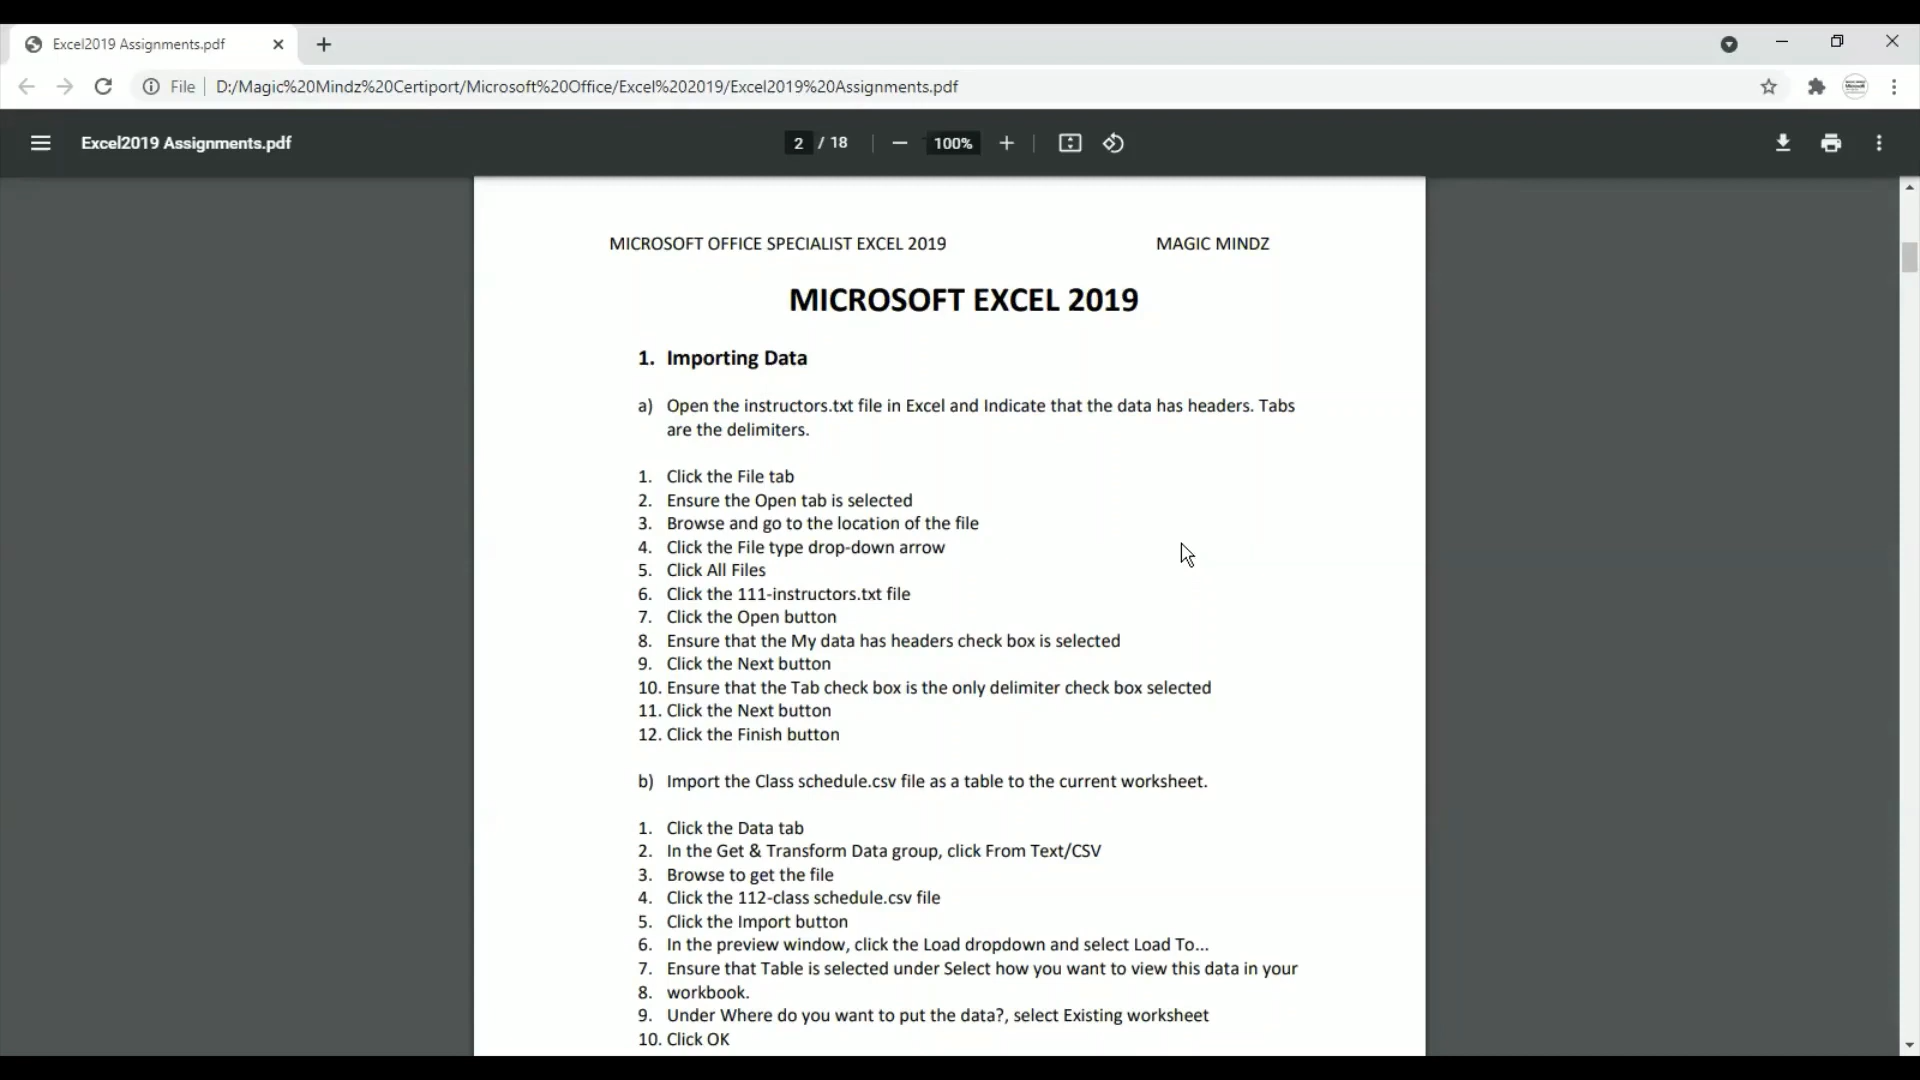 Excel2019 Assignments.pdf
File D:/Magic%20Mindz%20Certiport/Microsoft%20Office/Excel%202019/Excel2019%20Assignments.pdf
Excel2019 Assignments.pdf 2 / 18 100%
MICROSOFT OFFICE SPECIALIST EXCEL 2019 MAGIC MINDZ
MICROSOFT EXCEL 2019
1. Importing Data
a) Open the instructors.txt file in Excel and Indicate that the data has headers. Tabs
are the delimiters.
1. Click the File tab
2. Ensure the Open tab is selected
3. Browse and go to the location of the file
4. Click the File type drop-down arrow
5. Click All Files
6. Click the 111-instructors.txt file
7. Click the Open button
8. Ensure that the My data has headers check box is selected
9. Click the Next button
10. Ensure that the Tab check box is the only delimiter check box selected
11. Click the Next button
12. Click the Finish button
b) Import the Class schedule.csv file as a table to the current worksheet.
1. Click the Data tab
2. In the Get & Transform Data group, click From Text/CSV
3. Browse to get the file
4. Click the 112-class schedule.csv file
5. Click the Import button
6. In the preview window, click the Load dropdown and select Load To...
7. Ensure that Table is selected under Select how you want to view this data in your
8. workbook.
9. Under Where do you want to put the data?, select Existing worksheet
10. Click OK